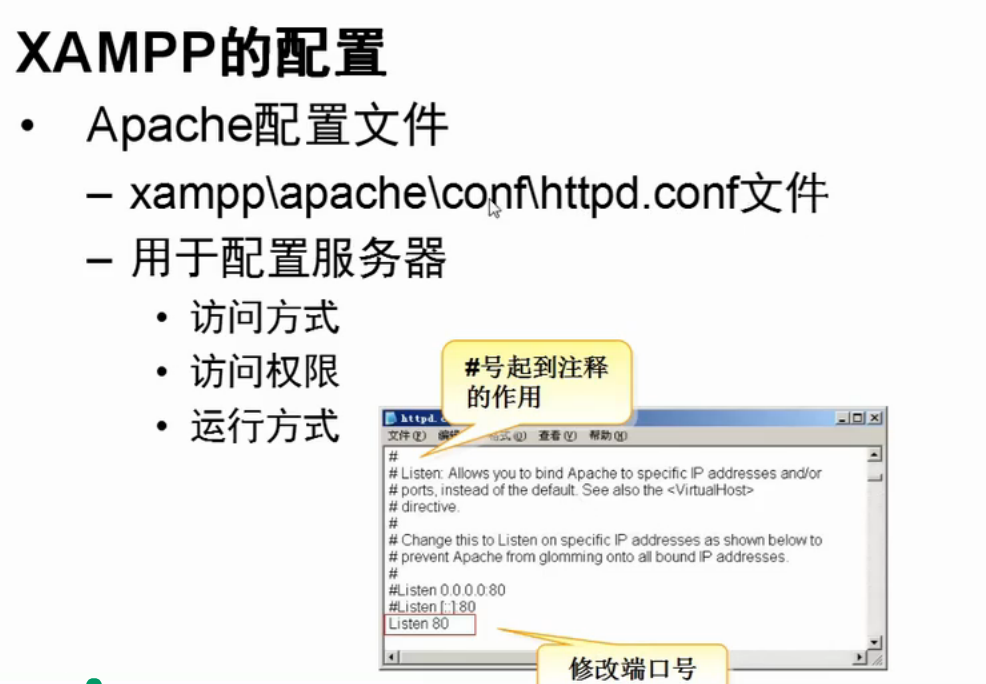 XAMPP的配置
• Apache配置文件
– xampp\apache\conf\httpd.conf文件
– 用于配置服务器
• 访问方式
• 访问权限
• 运行方式
#号起到注释
的作用
httpd.
文件(F) 编辑 格式(O) 查看(V) 帮助(H)
#
# Listen: Allows you to bind Apache to specific IP addresses and/or
# ports, instead of the default. See also the <VirtualHost>
# directive.
#
# Change this to Listen on specific IP addresses as shown below to
# prevent Apache from glomming onto all bound IP addresses.
#
#Listen 0.0.0.0:80
#Listen [::]:80
Listen 80
修改端口号